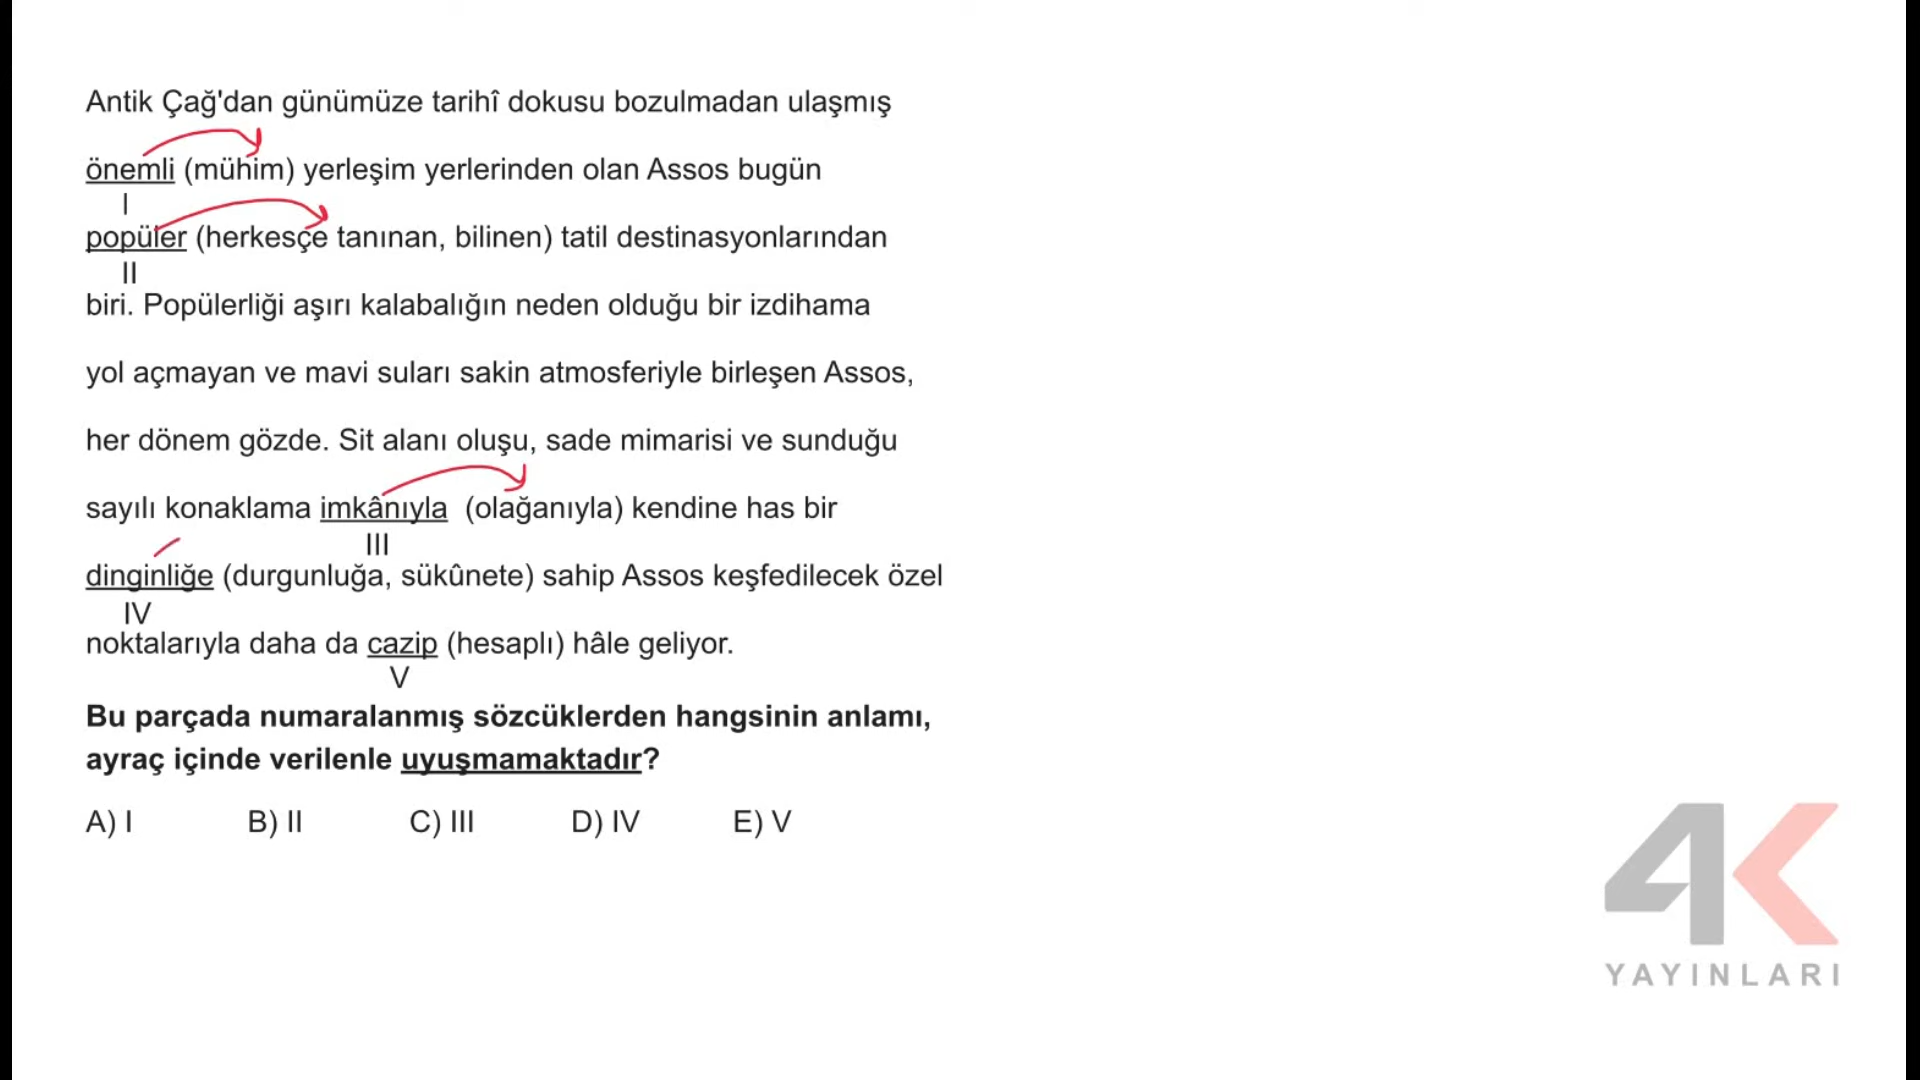 Antik Çağ'dan günümüze tarihî dokusu bozulmadan ulaşmış
önemli (mühim) yerleşim yerlerinden olan Assos bugün
I
popüler (herkesçe tanınan, bilinen) tatil destinasyonlarından
II
biri. Popülerliği aşırı kalabalığın neden olduğu bir izdihama
yol açmayan ve mavi suları sakin atmosferiyle birleşen Assos,
her dönem gözde. Sit alanı oluşu, sade mimarisi ve sunduğu
sayılı konaklama imkânıyla (olağanıyla) kendine has bir
III
dinginliğe (durgunluğa, sükûnete) sahip Assos keşfedilecek özel
IV
noktalarıyla daha da cazip (hesaplı) hâle geliyor.
V
Bu parçada numaralanmış sözcüklerden hangsinin anlamı,
ayraç içinde verilenle uyuşmamaktadır?
A) I B) II C) III D) IV E) V
4K
YAYINLARI